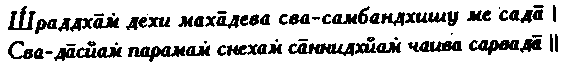 Ш́раддха̄м̇ дехи маха̄дева сва-самбандхишу ме сада̄ |
Сва-да̄сйам̇ парамам̇ снехам̇ са̄ннидхйам̇ чаива сарвада̄ ||